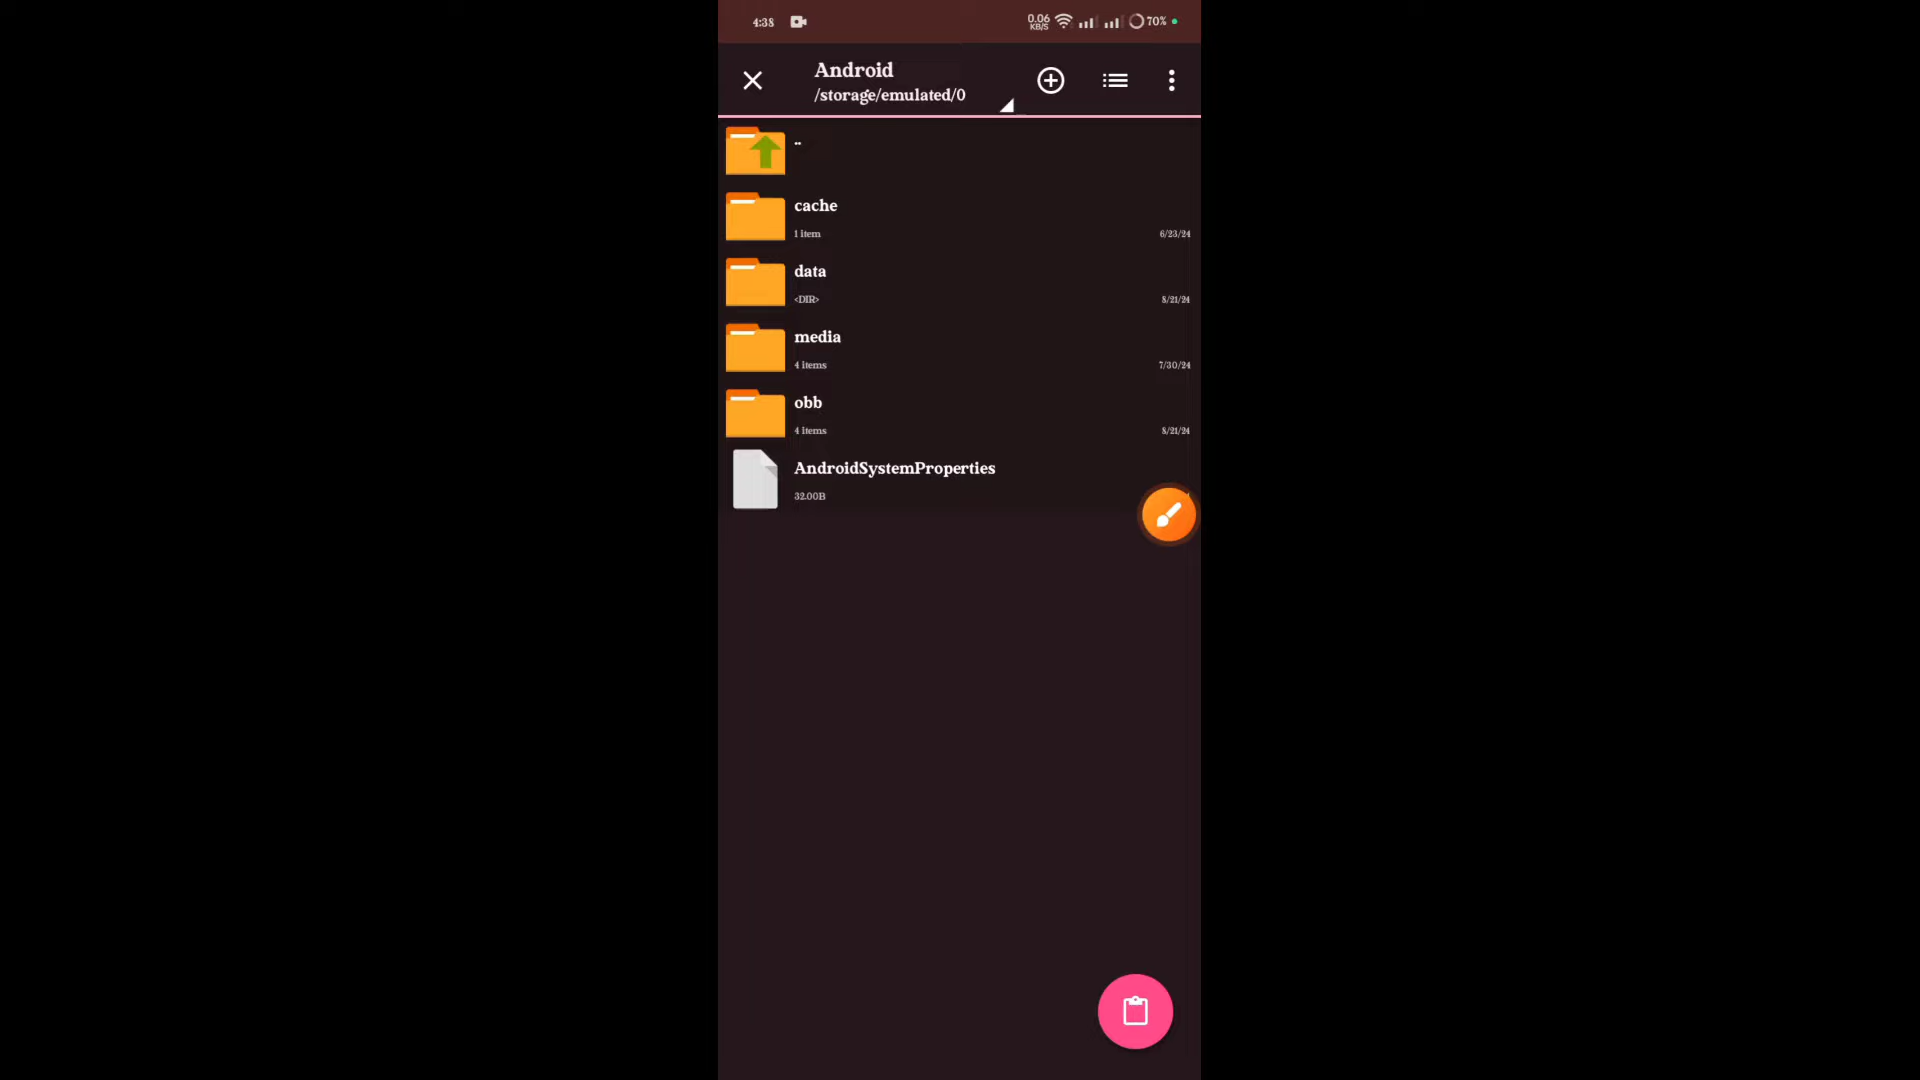 4:38
0.06 KB/S
70%
Android
/storage/emulated/0
..
cache
1 item
6/23/24
data
<DIR>
8/21/24
media
4 items
7/30/24
obb
4 items
8/21/24
AndroidSystemProperties
32.00B